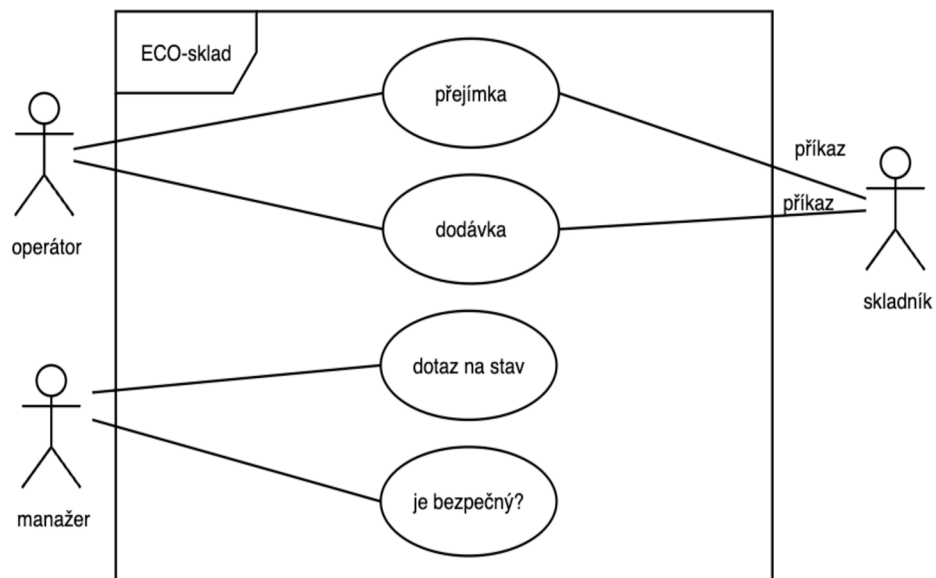 ECO-sklad
přejímka
příkaz
příkaz
dodávka
operátor
skladník
dotaz na stav
je bezpečný?
manažer